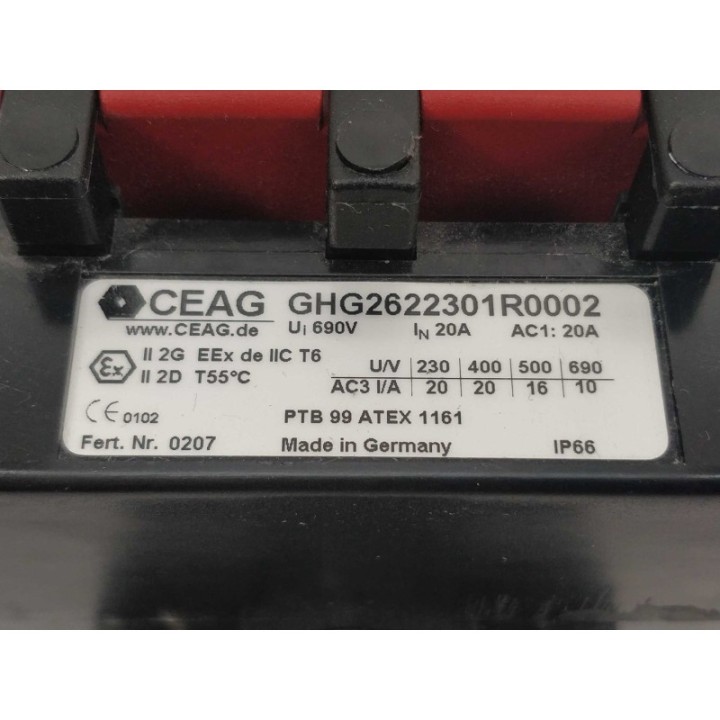 CEAG GHG2622301R0002
www.CEAG.de Ui 690V IN 20A AC1: 20A
Ex II 2G EEx de IIC T6
II 2D T55°C
U/V 230 400 500 690
AC3 I/A 20 20 16 10
CE 0102 PTB 99 ATEX 1161
Fert. Nr. 0207 Made in Germany IP66